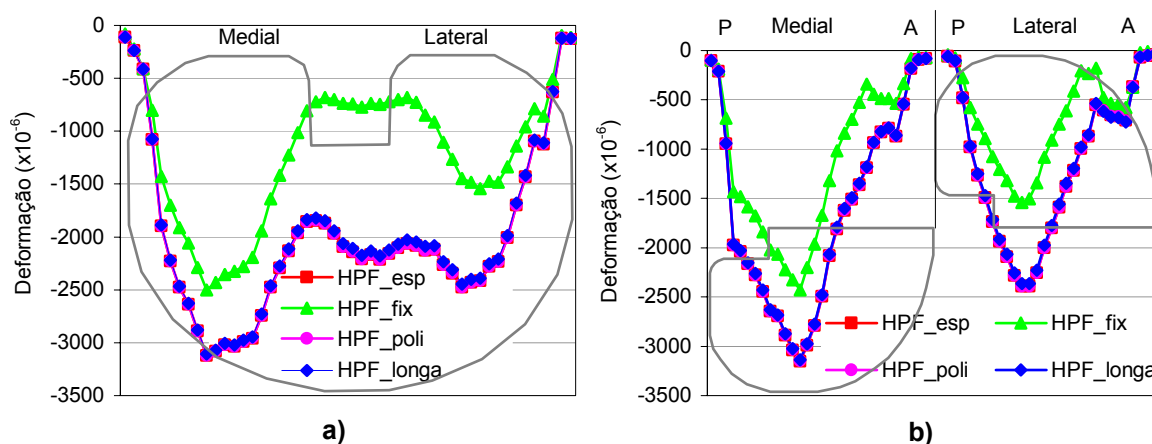 0
-500
-1000
-1500
-2000
-2500
-3000
-3500
Deformação (x10⁻⁶)
Medial Lateral
HPF_esp
HPF_fix
HPF_poli
HPF_longa
a)
0
-500
-1000
-1500
-2000
-2500
-3000
-3500
Deformação (x10⁻⁶)
P Medial A P Lateral A
HPF_esp HPF_fix
HPF_poli HPF_longa
b)